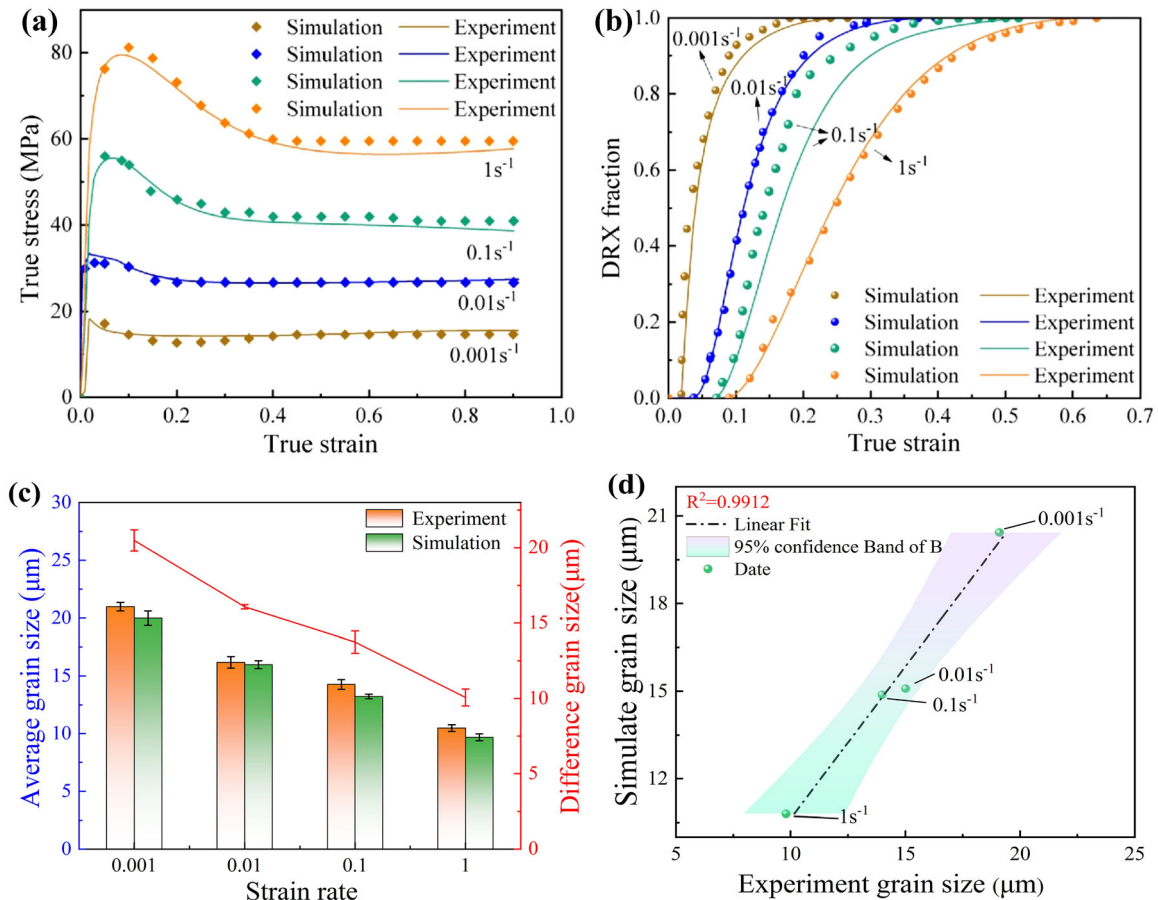 (a)
Simulation Experiment
Simulation Experiment
Simulation Experiment
Simulation Experiment
80
60
40
20
0
1s⁻¹
0.1s⁻¹
0.01s⁻¹
0.001s⁻¹
0.0 0.2 0.4 0.6 0.8 1.0
True strain
True stress (MPa)
(b)
1.0
0.8
0.6
0.4
0.2
0.0
0.001s⁻¹
0.01s⁻¹
0.1s⁻¹
1s⁻¹
Simulation Experiment
Simulation Experiment
Simulation Experiment
Simulation Experiment
0.0 0.1 0.2 0.3 0.4 0.5 0.6 0.7
True strain
DRX fraction
(c)
30
25
20
15
10
5
0
Experiment
Simulation
20
15
10
5
0
0.001 0.01 0.1 1
Strain rate
Average grain size (μm)
Difference grain size(μm)
(d)
R²=0.9912
Linear Fit
95% confidence Band of B
Date
21
18
15
12
0.001s⁻¹
0.01s⁻¹
0.1s⁻¹
1s⁻¹
5 10 15 20 25
Experiment grain size (μm)
Simulate grain size (μm)